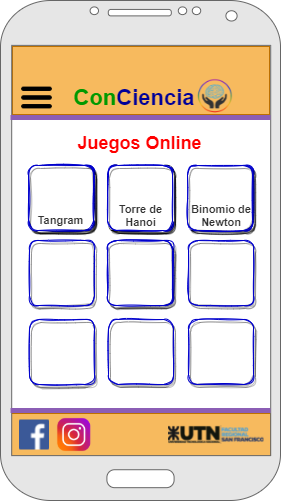 ConCiencia
Juegos Online
Tangram
Torre de
Hanoi
Binomio de
Newton
UTN
FACULTAD
REGIONAL
SAN FRANCISCO